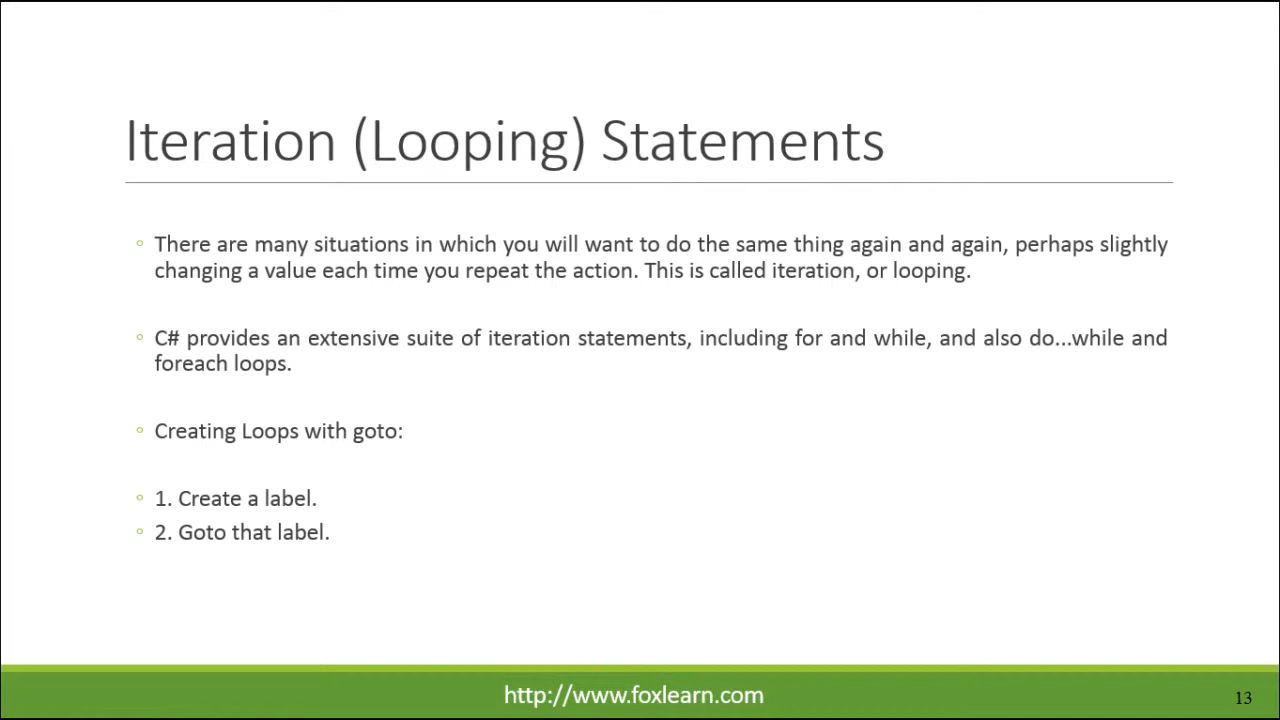 Iteration (Looping) Statements
◦ There are many situations in which you will want to do the same thing again and again, perhaps slightly
changing a value each time you repeat the action. This is called iteration, or looping.
◦ C# provides an extensive suite of iteration statements, including for and while, and also do...while and
foreach loops.
◦ Creating Loops with goto:
◦ 1. Create a label.
◦ 2. Goto that label.
http://www.foxlearn.com
13